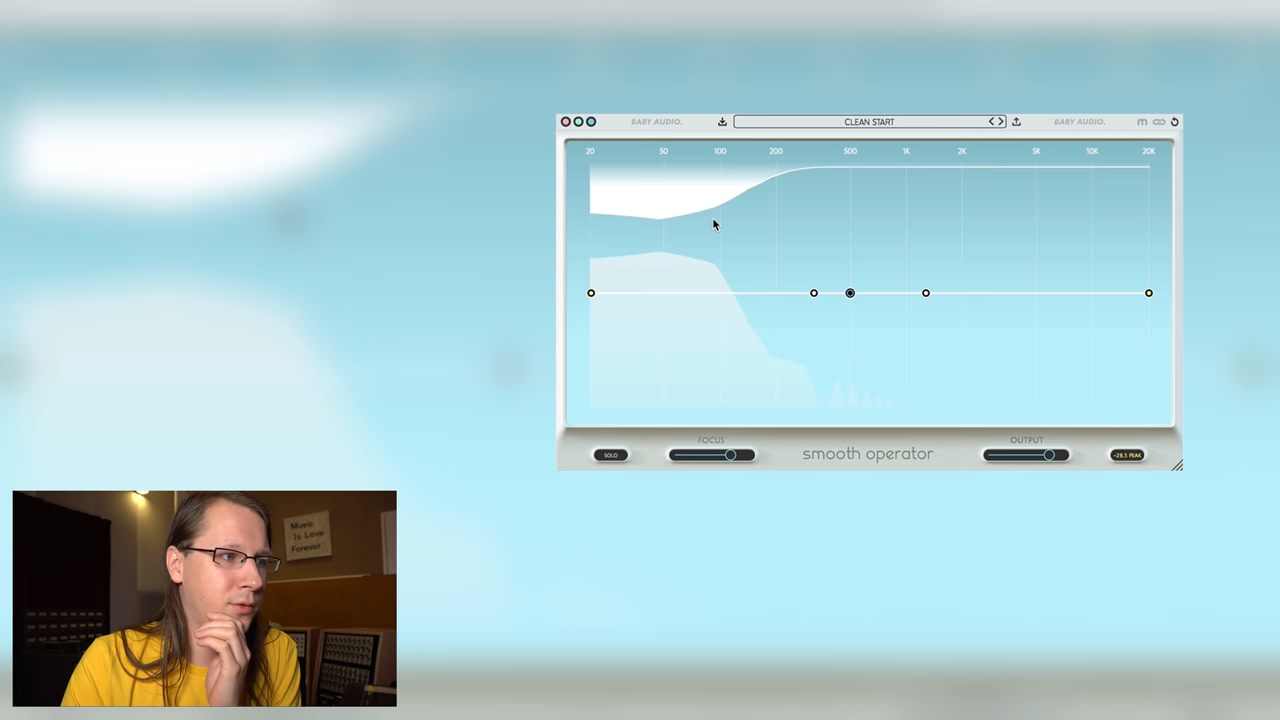 BABY AUDIO.
CLEAN START
BABY AUDIO.
20 50 100 200 500 1K 2K 5K 10K 20K
FOCUS
OUTPUT
SOLO
smooth operator
-28.5 PEAK
Music
Is Love
Forever